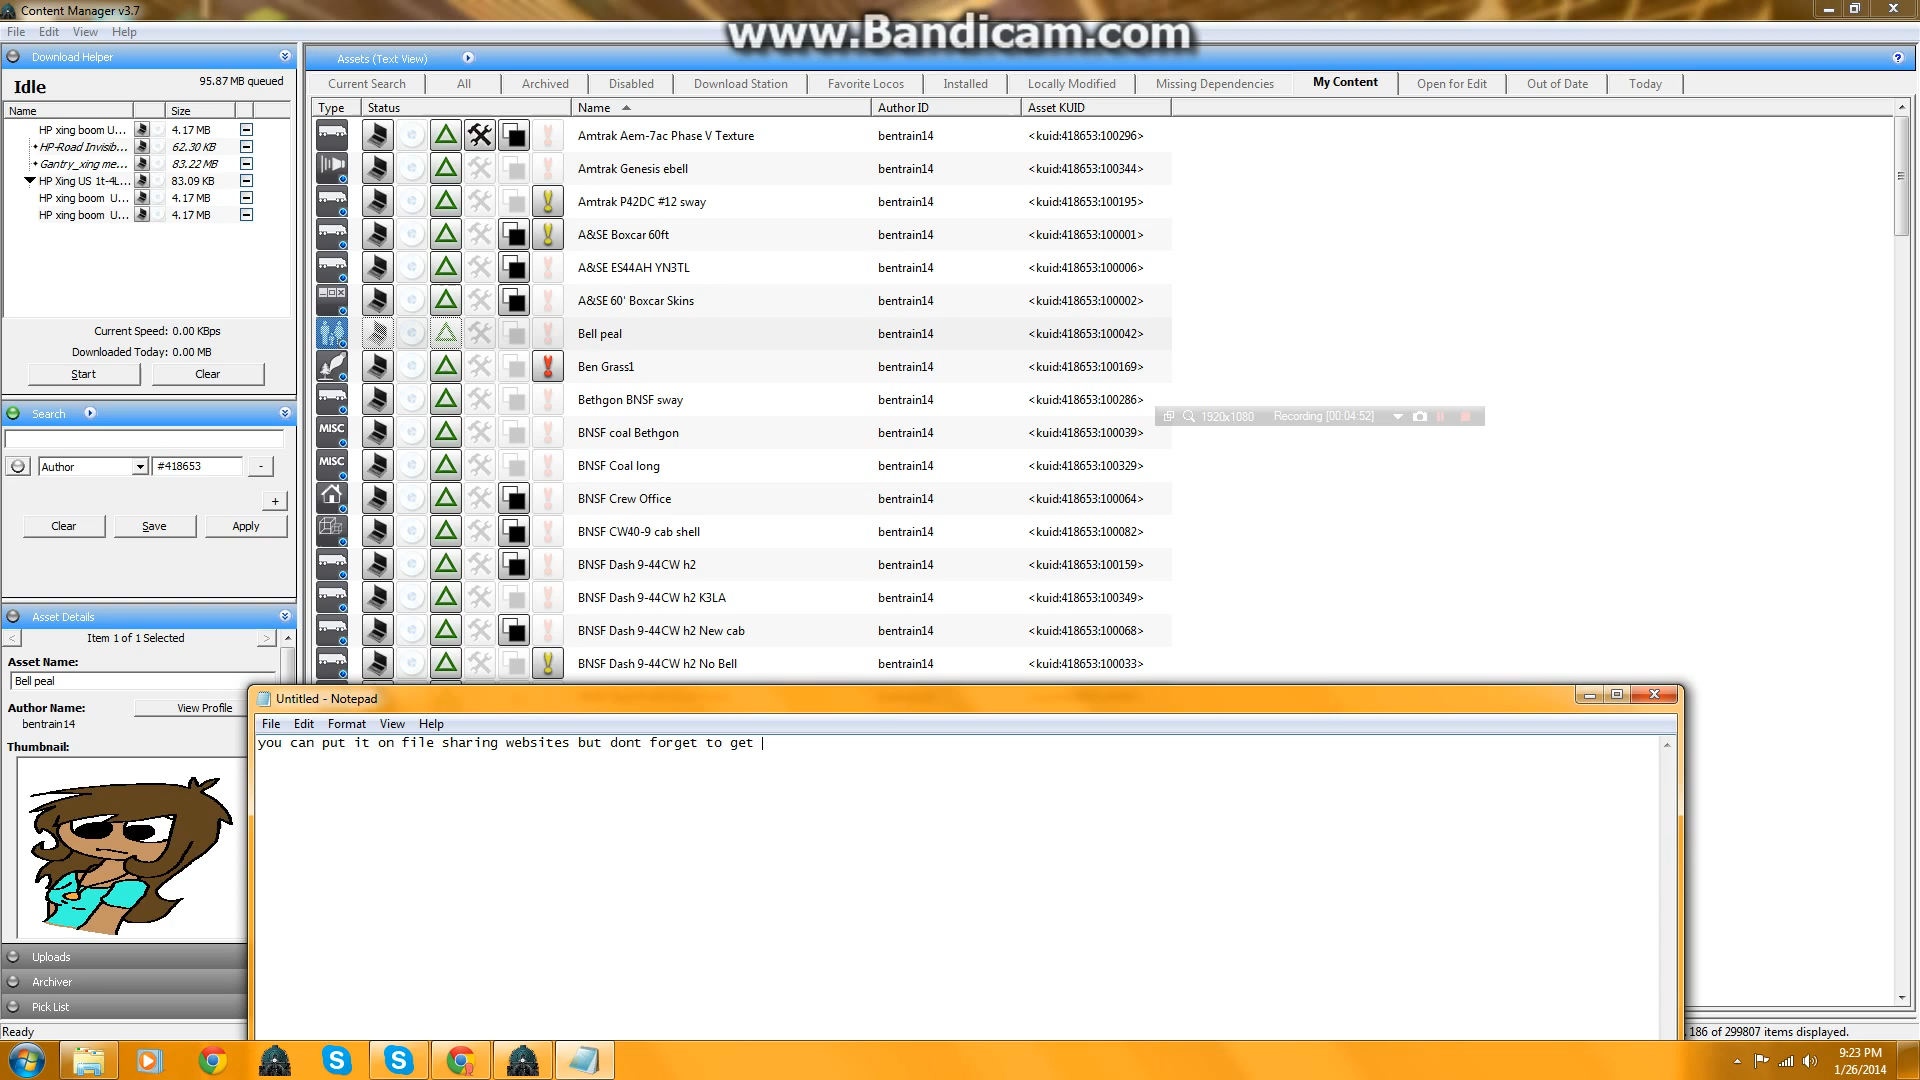 Content Manager v3.7
www.Bandicam.com
File Edit View Help
Download Helper
Idle 95.87 MB queued
Name Size
HP xing boom U... 4.17 MB
HP-Road Invisib... 62.30 KB
Gantry_xing me... 83.22 MB
HP Xing US 1t-4L... 83.09 KB
HP xing boom U... 4.17 MB
HP xing boom U... 4.17 MB
Current Speed: 0.00 KBps
Downloaded Today: 0.00 MB
Start Clear
Search
Author #418653 -
+
Clear Save Apply
Asset Details
< Item 1 of 1 Selected >
Asset Name:
Bell peal
Author Name: View Profile
bentrain14
Thumbnail:
Uploads
Archiver
Pick List
Ready
Assets (Text View) ?
Current Search All Archived Disabled Download Station Favorite Locos Installed Locally Modified Missing Dependencies My Content Open for Edit Out of Date Today
Type Status Name Author ID Asset KUID
Amtrak Aem-7ac Phase V Texture bentrain14 <kuid:418653:100296>
Amtrak Genesis ebell bentrain14 <kuid:418653:100344>
Amtrak P42DC #12 sway bentrain14 <kuid:418653:100195>
A&SE Boxcar 60ft bentrain14 <kuid:418653:100001>
A&SE ES44AH YN3TL bentrain14 <kuid:418653:100006>
A&SE 60' Boxcar Skins bentrain14 <kuid:418653:100002>
Bell peal bentrain14 <kuid:418653:100042>
Ben Grass1 bentrain14 <kuid:418653:100169>
Bethgon BNSF sway bentrain14 <kuid:418653:100286>
MISC BNSF coal Bethgon bentrain14 <kuid:418653:100039>
MISC BNSF Coal long bentrain14 <kuid:418653:100329>
BNSF Crew Office bentrain14 <kuid:418653:100064>
BNSF CW40-9 cab shell bentrain14 <kuid:418653:100082>
BNSF Dash 9-44CW h2 bentrain14 <kuid:418653:100159>
BNSF Dash 9-44CW h2 K3LA bentrain14 <kuid:418653:100349>
BNSF Dash 9-44CW h2 New cab bentrain14 <kuid:418653:100068>
BNSF Dash 9-44CW h2 No Bell bentrain14 <kuid:418653:100033>
1920x1080 Recording [00:04:52]
Untitled - Notepad
File Edit Format View Help
you can put it on file sharing websites but dont forget to get
186 of 299807 items displayed.
9:23 PM
1/26/2014